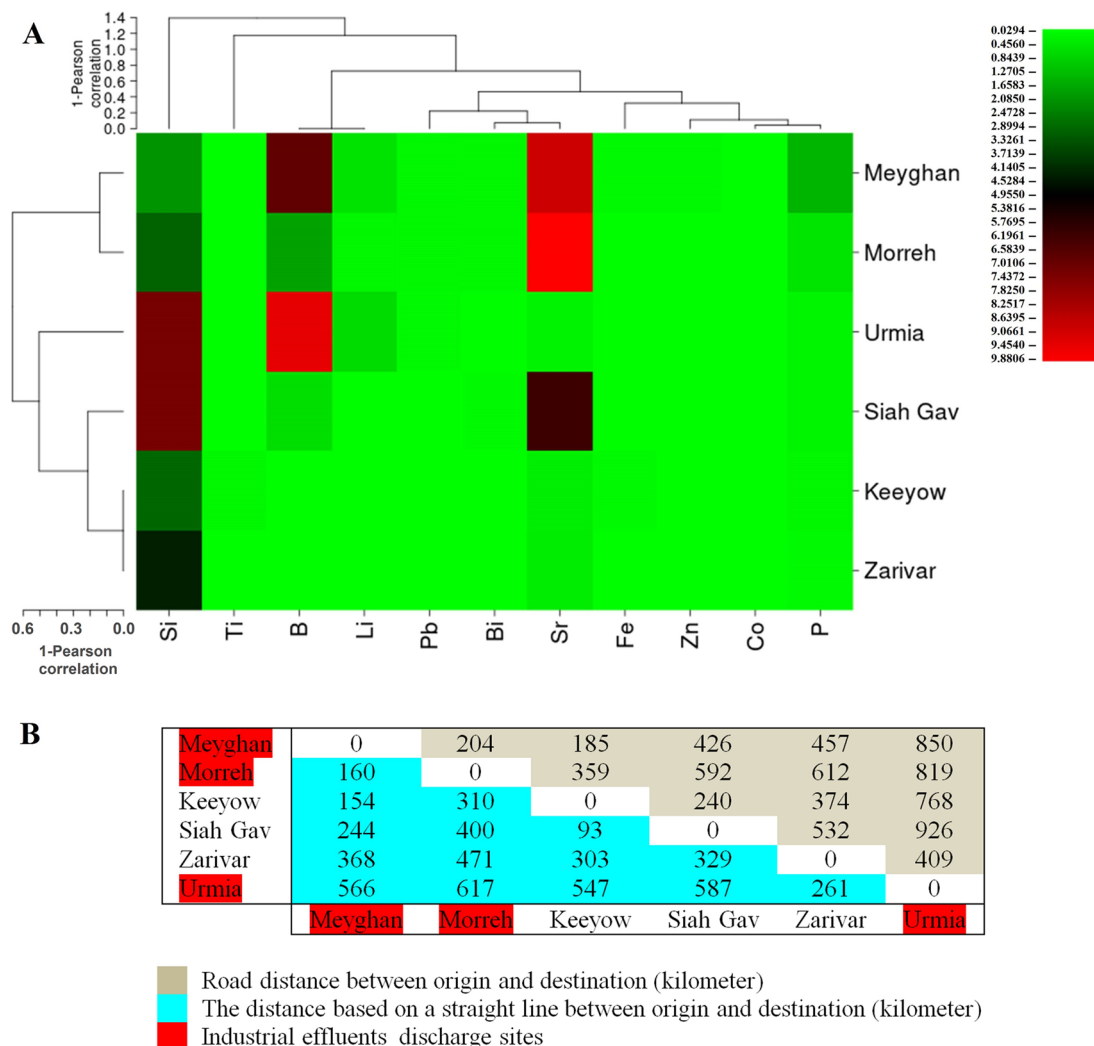 A
1-Pearson
correlation
1.4
1.2
1.0
0.8
0.6
0.4
0.2
0.0
0.0294
0.4560
0.8439
1.2705
1.6583
2.0850
2.4728
2.8994
3.3261
3.7139
4.1405
4.5284
4.9550
5.3816
5.7695
6.1961
6.5839
7.0106
7.4372
7.8250
8.2517
8.6395
9.0661
9.4540
9.8806
Meyghan
Morreh
Urmia
Siah Gav
Keeyow
Zarivar
0.6 0.3 0.0
1-Pearson
correlation
Si Ti B Li Pb Bi Sr Fe Zn Co P
B
Meyghan 0 204 185 426 457 850
Morreh 160 0 359 592 612 819
Keeyow 154 310 0 240 374 768
Siah Gav 244 400 93 0 532 926
Zarivar 368 471 303 329 0 409
Urmia 566 617 547 587 261 0
Meyghan Morreh Keeyow Siah Gav Zarivar Urmia
Road distance between origin and destination (kilometer)
The distance based on a straight line between origin and destination (kilometer)
Industrial effluents discharge sites